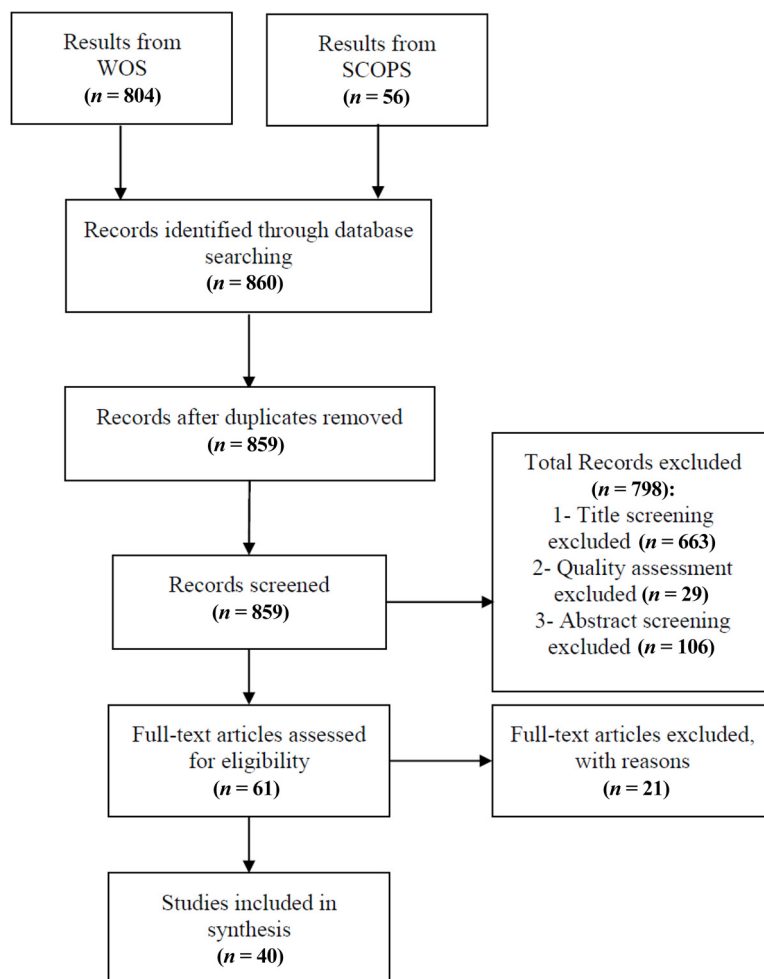 Results from
WOS
(n = 804)
Results from
SCOPS
(n = 56)
Records identified through database
searching
(n = 860)
Records after duplicates removed
(n = 859)
Total Records excluded
(n = 798):
1- Title screening
excluded (n = 663)
2- Quality assessment
excluded (n = 29)
3- Abstract screening
excluded (n = 106)
Records screened
(n = 859)
Full-text articles assessed
for eligibility
(n = 61)
Full-text articles excluded,
with reasons
(n = 21)
Studies included in
synthesis
(n = 40)